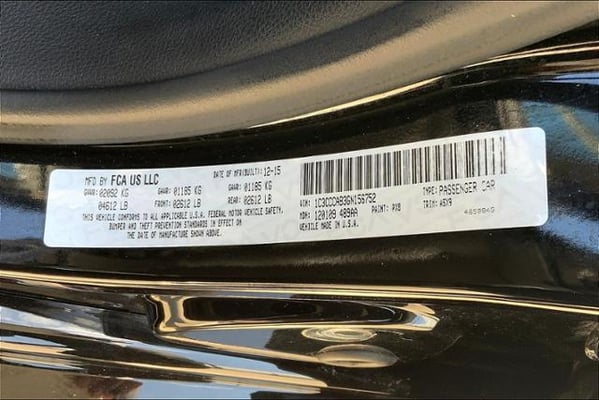 MFD BY FCA US LLC DATE OF MFR(BUILT): 12-15
GVWR: 02092 KG GAWR: 01185 KG GAWR: 01185 KG
04612 LB FRONT: 02612 LB REAR: 02612 LB
THIS VEHICLE CONFORMS TO ALL APPLICABLE U.S.A. FEDERAL MOTOR VEHICLE SAFETY,
BUMPER AND THEFT PREVENTION STANDARDS IN EFFECT ON
THE DATE OF MANUFACTURE SHOWN ABOVE.
VIN: 1C3CCCAB3GN156752 TYPE: PASSENGER CAR
MDH: 120109 489AA PAINT: PX8 TRIM: A5X9
VEHICLE MADE IN U.S.A. 4650845